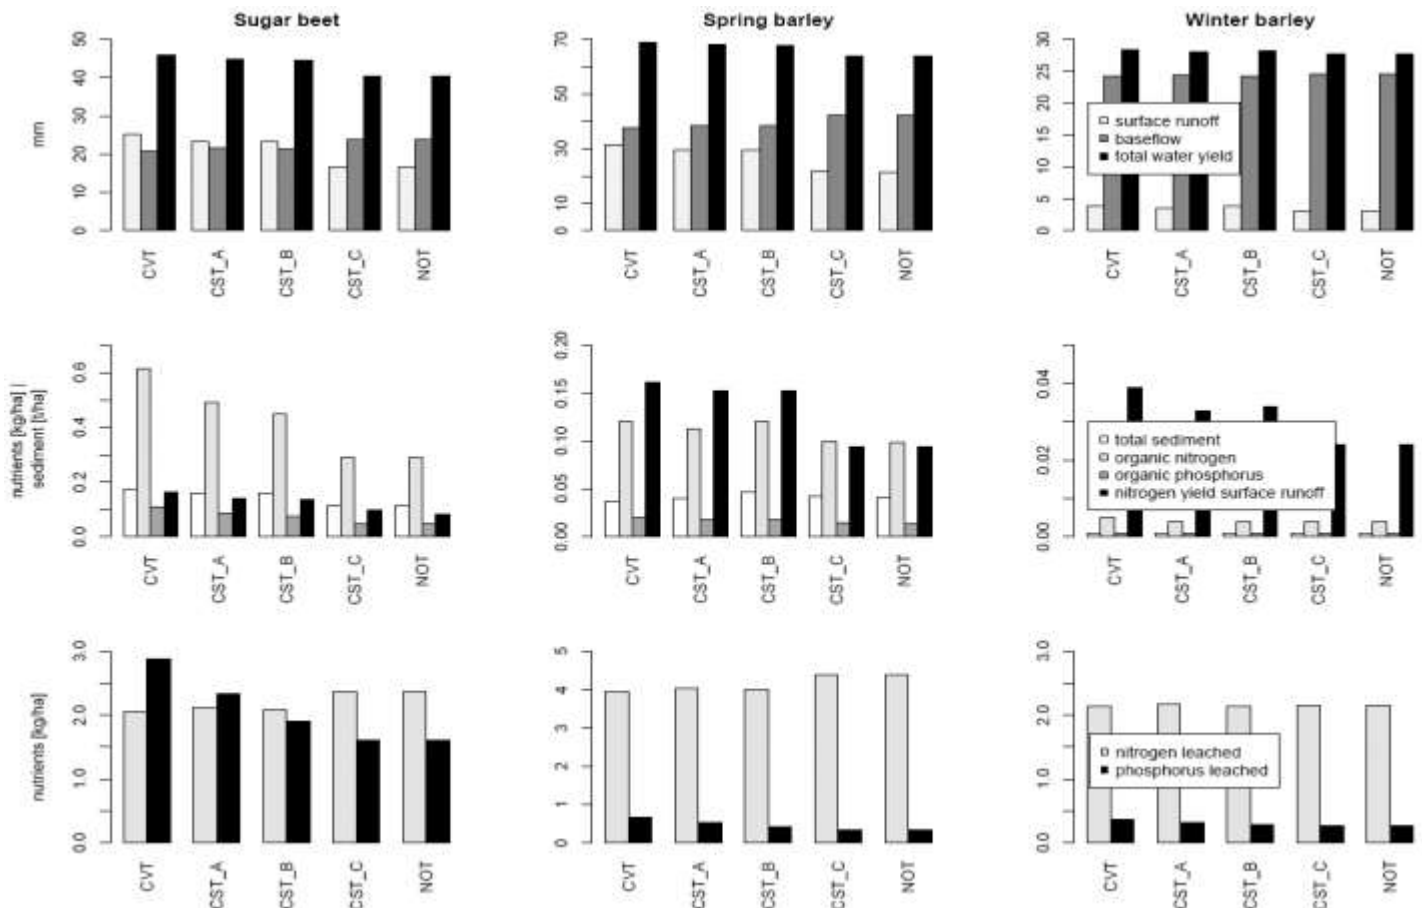 Sugar beet
Spring barley
Winter barley
mm
0 10 20 30 40 50
CVT CST_A CST_B CST_C NOT
0 10 30 50 70
CVT CST_A CST_B CST_C NOT
0 5 10 15 20 25 30
surface runoff
baseflow
total water yield
CVT CST_A CST_B CST_C NOT
nutrients [kg/ha] |
sediment [t/ha]
0.0 0.2 0.4 0.6
CVT CST_A CST_B CST_C NOT
0.00 0.05 0.10 0.15 0.20
CVT CST_A CST_B CST_C NOT
0.00 0.02 0.04
total sediment
organic nitrogen
organic phosphorus
nitrogen yield surface runoff
CVT CST_A CST_B CST_C NOT
nutrients [kg/ha]
0.0 1.0 2.0 3.0
CVT CST_A CST_B CST_C NOT
0 1 2 3 4 5
CVT CST_A CST_B CST_C NOT
0.0 1.0 2.0 3.0
nitrogen leached
phosphorus leached
CVT CST_A CST_B CST_C NOT